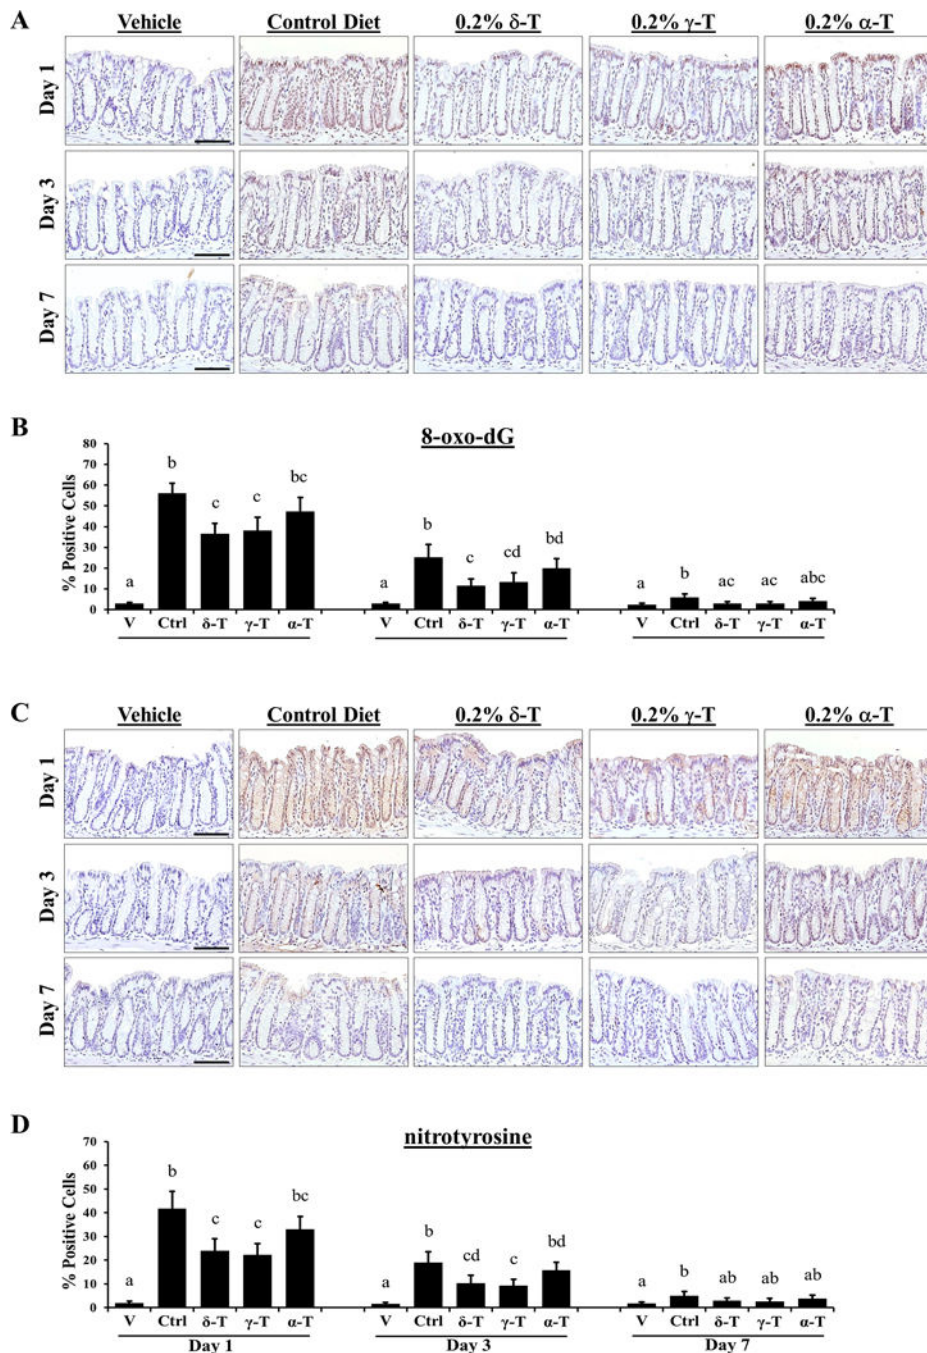 A
Vehicle Control Diet 0.2% δ-T 0.2% γ-T 0.2% α-T
Day 1
Day 3
Day 7
B
8-oxo-dG
% Positive Cells
80
70
60
50
40
30
20
10
0
a b c c bc a b c cd bd a b ac ac abc
V Ctrl δ-T γ-T α-T V Ctrl δ-T γ-T α-T V Ctrl δ-T γ-T α-T
C
Vehicle Control Diet 0.2% δ-T 0.2% γ-T 0.2% α-T
Day 1
Day 3
Day 7
D
nitrotyrosine
% Positive Cells
70
60
50
40
30
20
10
0
a b c c bc a b cd c bd a b ab ab ab
V Ctrl δ-T γ-T α-T V Ctrl δ-T γ-T α-T V Ctrl δ-T γ-T α-T
Day 1 Day 3 Day 7